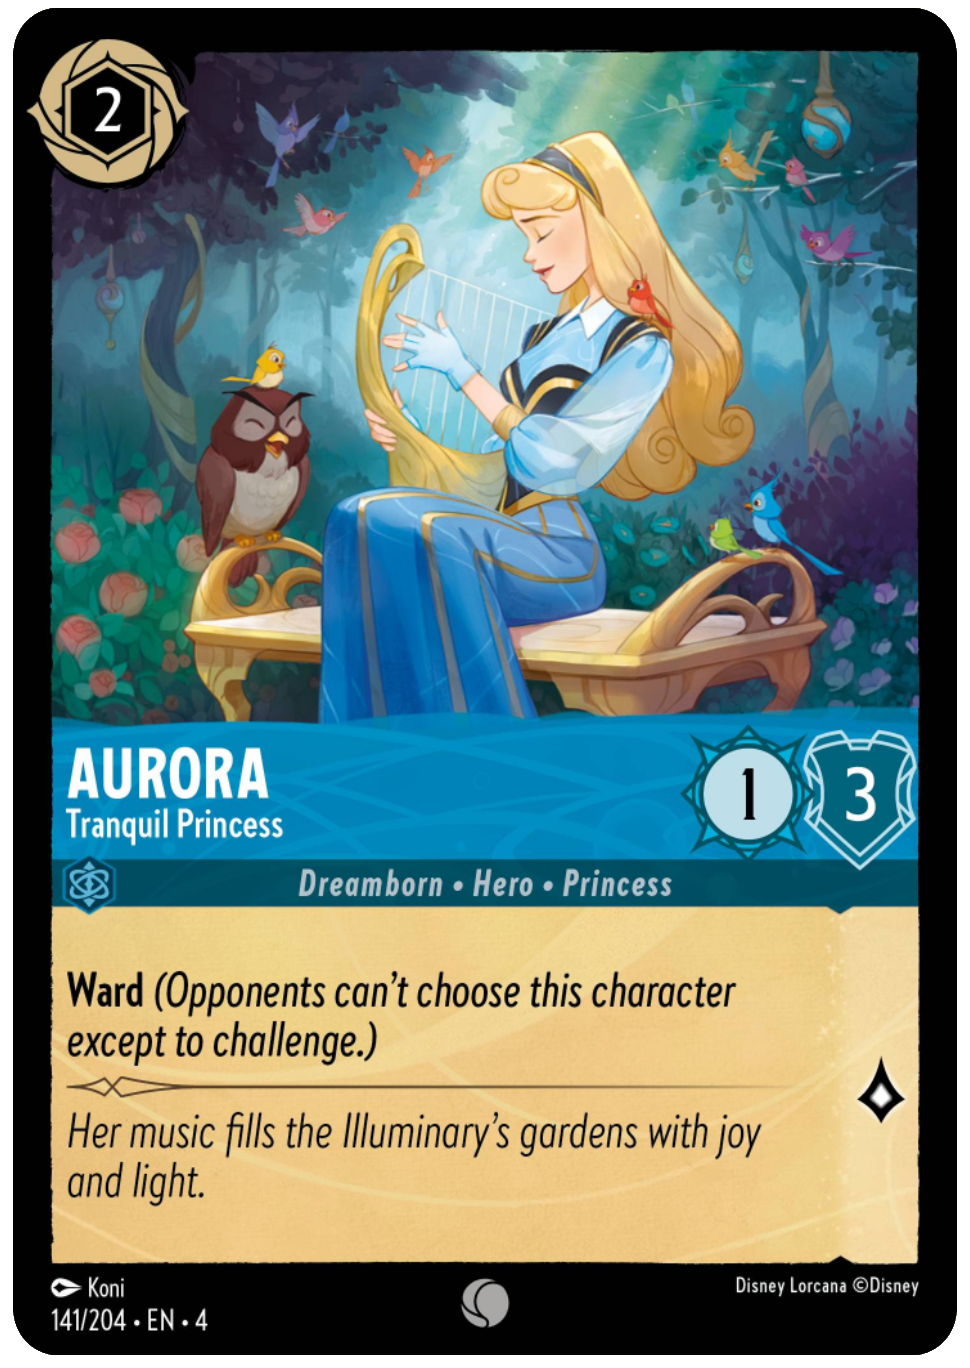 2
AURORA
Tranquil Princess
1
3
Dreamborn • Hero • Princess
Ward (Opponents can't choose this character
except to challenge.)
Her music fills the Illuminary's gardens with joy
and light.
Koni
Disney Lorcana ©Disney
141/204 • EN • 4